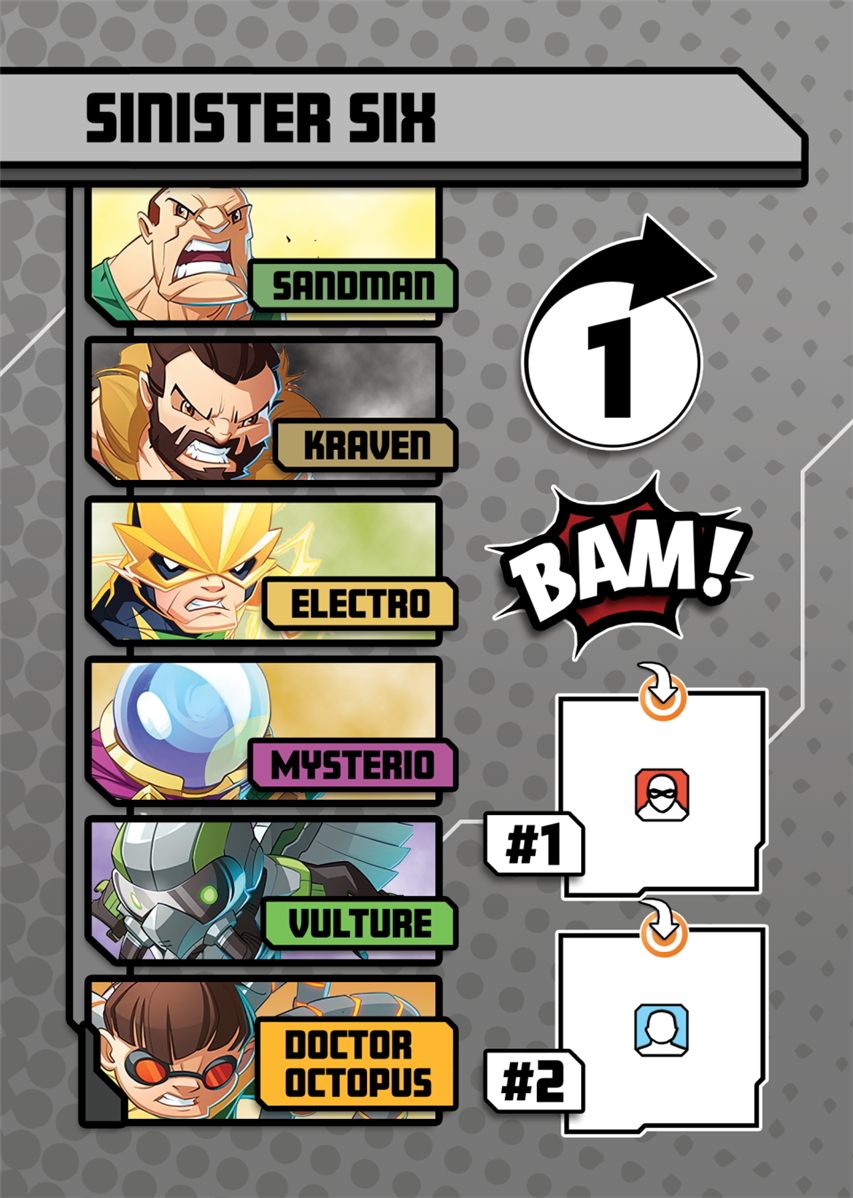 SINISTER SIX
SANDMAN
1
KRAVEN
BAM!
ELECTRO
MYSTERIO
#1
VULTURE
DOCTOR
OCTOPUS
#2